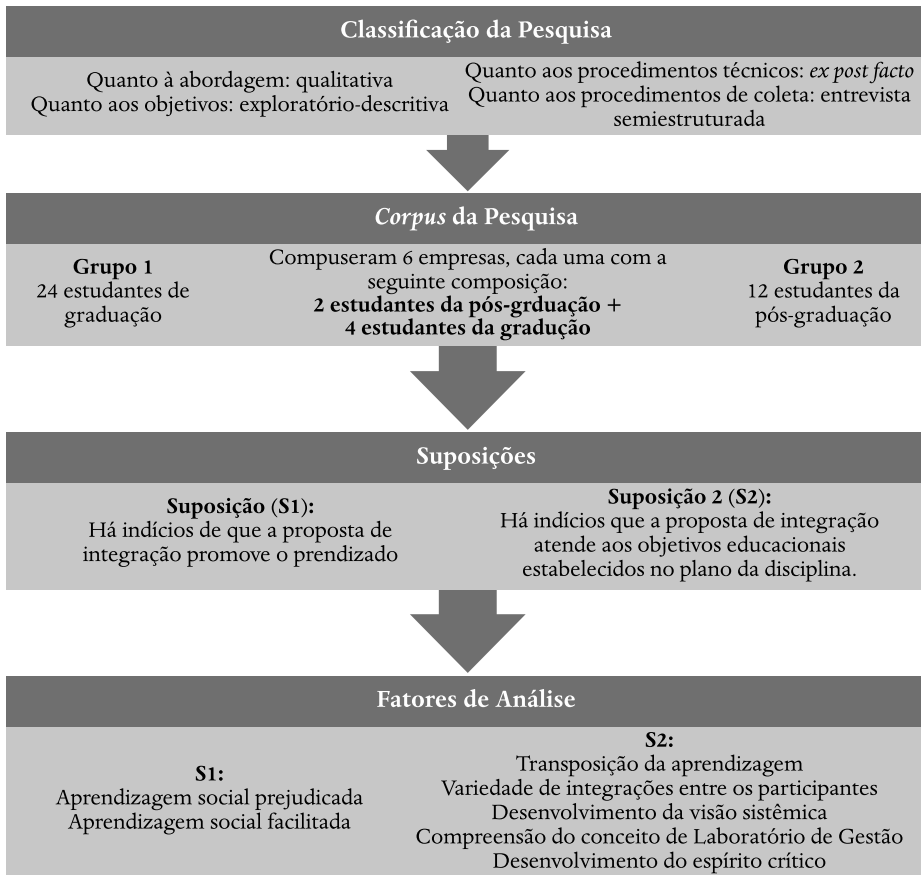 Classificação da Pesquisa
Quanto à abordagem: qualitativa
Quanto aos objetivos: exploratório-descritiva
Quanto aos procedimentos técnicos: ex post facto
Quanto aos procedimentos de coleta: entrevista
semiestruturada
Corpus da Pesquisa
Grupo 1
24 estudantes de
graduação
Compuseram 6 empresas, cada uma com a
seguinte composição:
2 estudantes da pós-grduação +
4 estudantes da gradução
Grupo 2
12 estudantes da
pós-graduação
Suposições
Suposição (S1):
Há indícios de que a proposta de
integração promove o prendizado
Suposição 2 (S2):
Há indícios que a proposta de integração
atende aos objetivos educacionais
estabelecidos no plano da disciplina.
Fatores de Análise
S1:
Aprendizagem social prejudicada
Aprendizagem social facilitada
S2:
Transposição da aprendizagem
Variedade de integrações entre os participantes
Desenvolvimento da visão sistêmica
Compreensão do conceito de Laboratório de Gestão
Desenvolvimento do espírito crítico